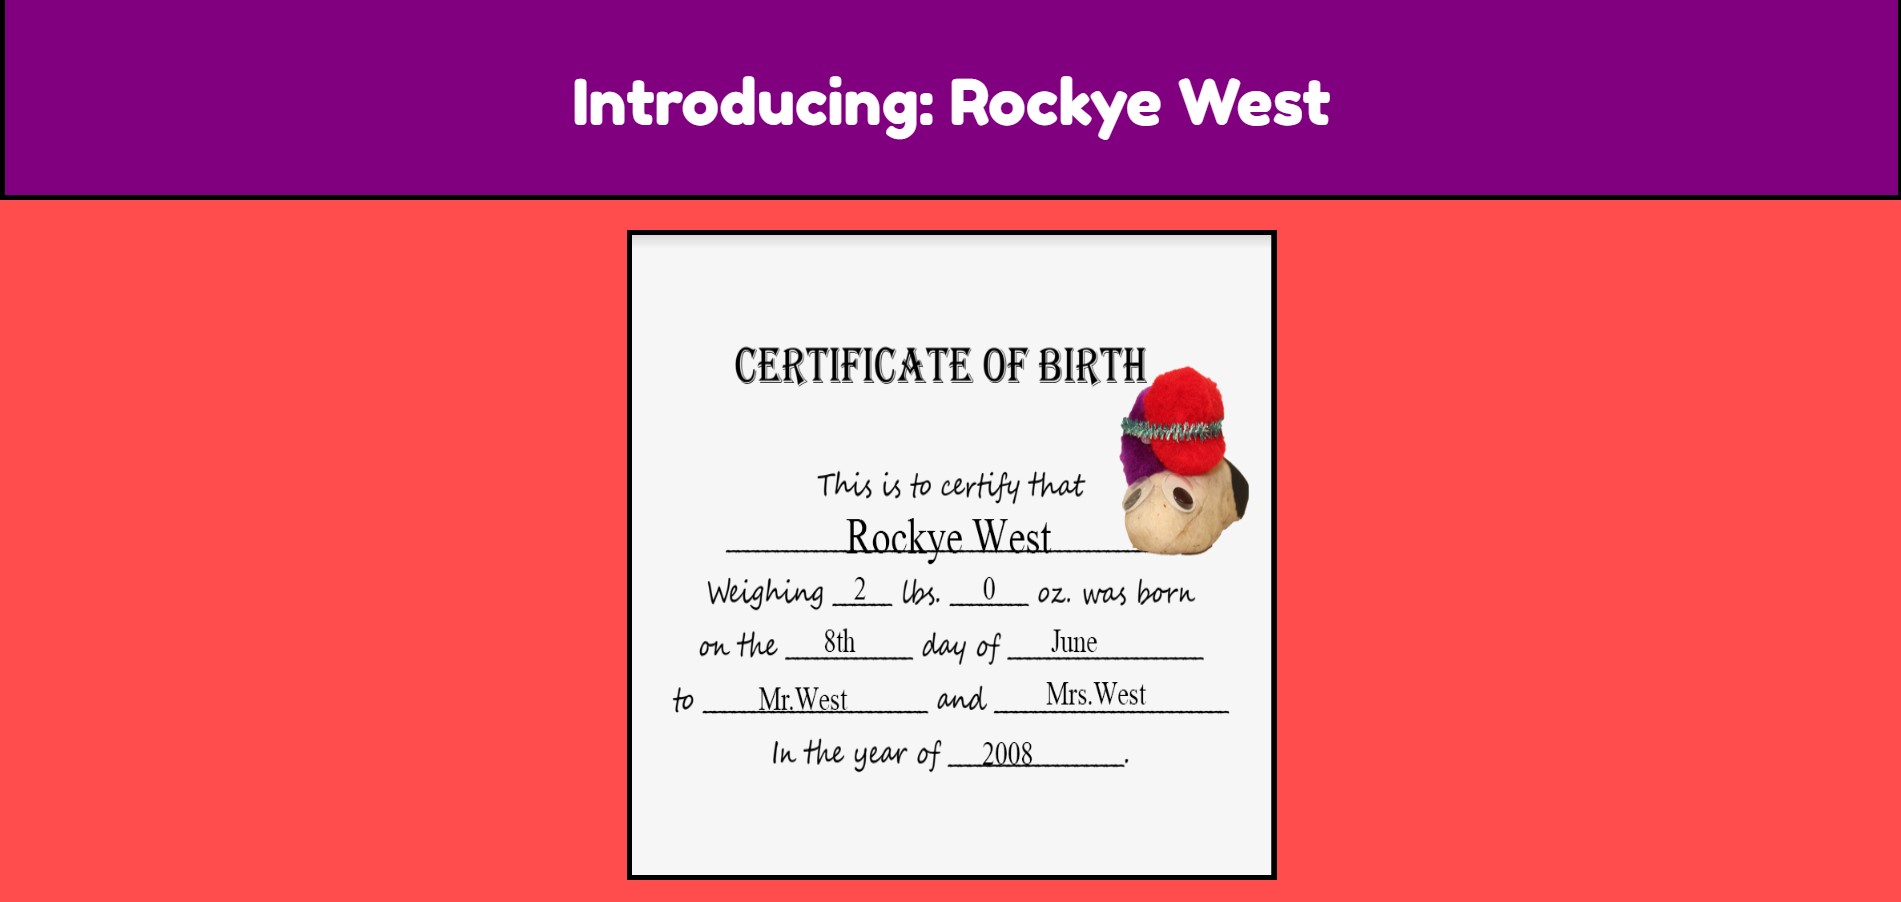 Introducing: Rockye West
CERTIFICATE OF BIRTH
This is to certify that
Rockye West
Weighing 2 lbs. 0 oz. was born
on the 8th day of June
to Mr.West and Mrs.West
In the year of 2008.